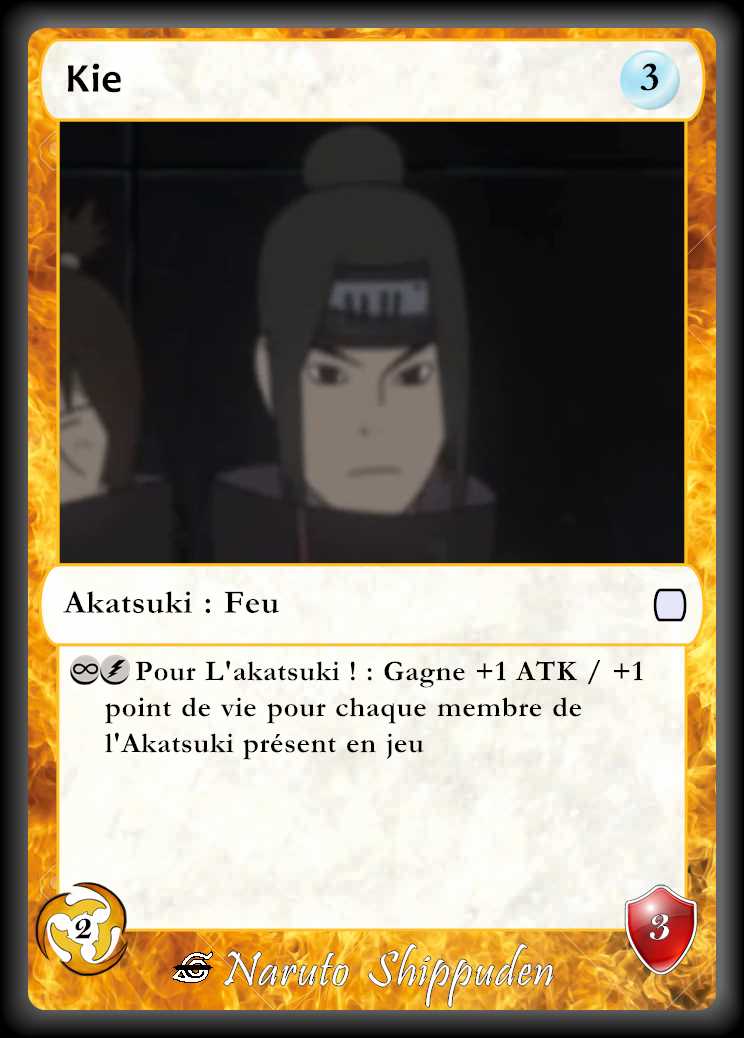 Kie
3
Akatsuki : Feu
∞ Pour L'akatsuki ! : Gagne +1 ATK / +1
point de vie pour chaque membre de
l'Akatsuki présent en jeu
2
3
Naruto Shippuden